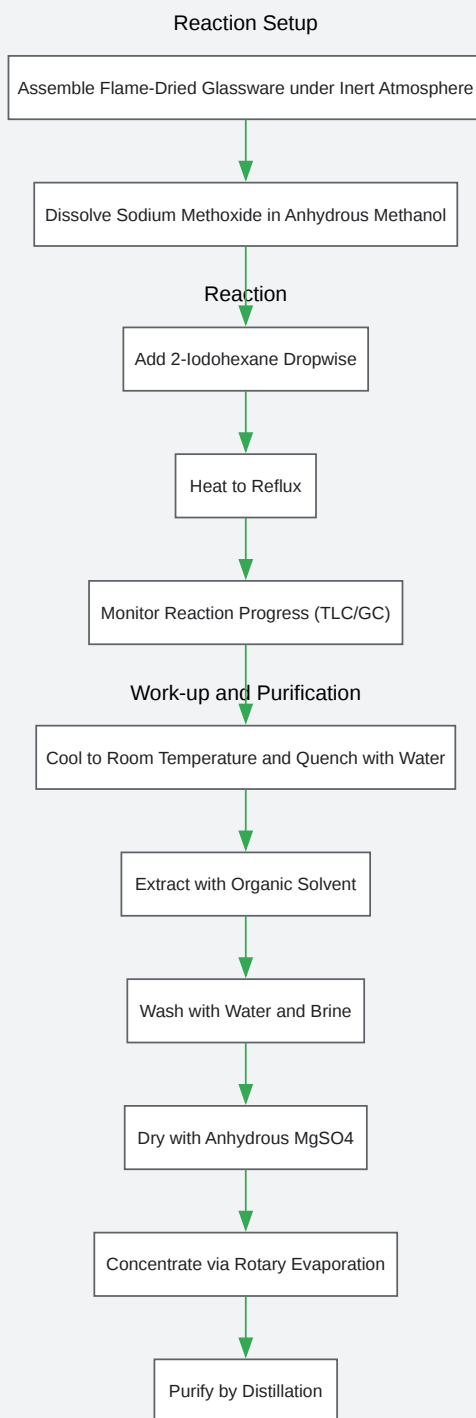 Reaction Setup
Assemble Flame-Dried Glassware under Inert Atmosphere
Dissolve Sodium Methoxide in Anhydrous Methanol
Reaction
Add 2-Iodohexane Dropwise
Heat to Reflux
Monitor Reaction Progress (TLC/GC)
Work-up and Purification
Cool to Room Temperature and Quench with Water
Extract with Organic Solvent
Wash with Water and Brine
Dry with Anhydrous MgSO4
Concentrate via Rotary Evaporation
Purify by Distillation